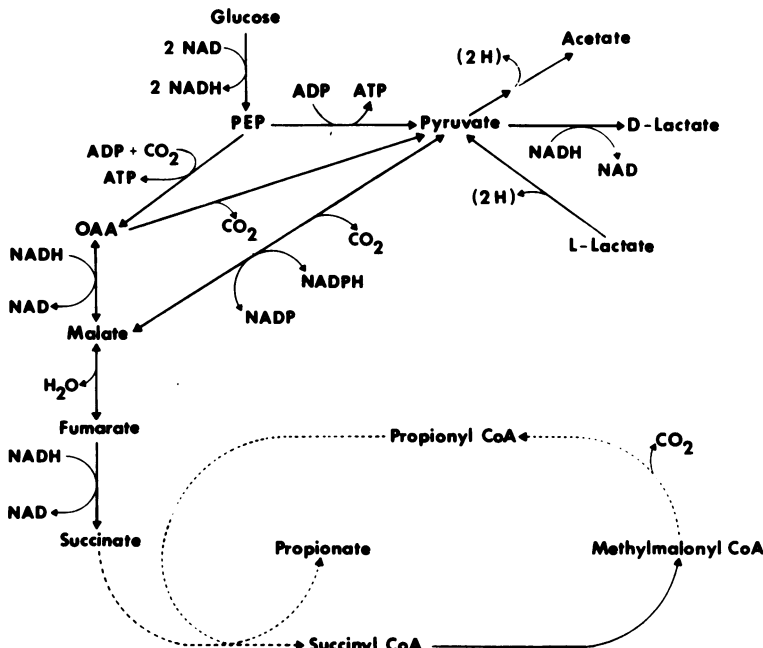 Glucose
2 NAD
2 NADH
PEP
ADP
ATP
Pyruvate
(2H)
Acetate
D-Lactate
NADH
NAD
(2H)
L-Lactate
ADP + CO2
ATP
OAA
CO2
CO2
NADPH
NADP
NADH
NAD
Malate
H2O
Fumarate
NADH
NAD
Succinate
Propionyl CoA
CO2
Propionate
Methylmalonyl CoA
Succinyl CoA